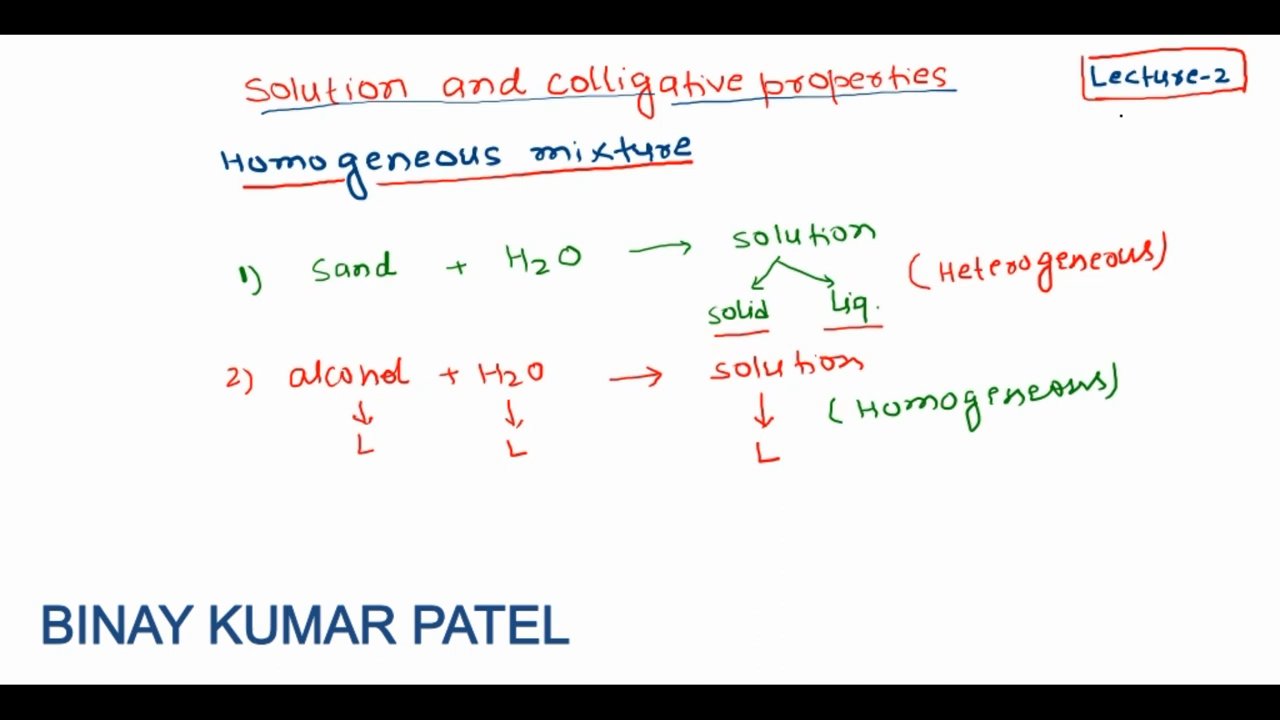 Solution and colligative properties
Lecture-2
Homogeneous mixture
1) Sand + H2O → solution (Heterogeneous)
solid Liq.
2) alcohol + H2O → solution (Homogeneous)
L L L
BINAY KUMAR PATEL